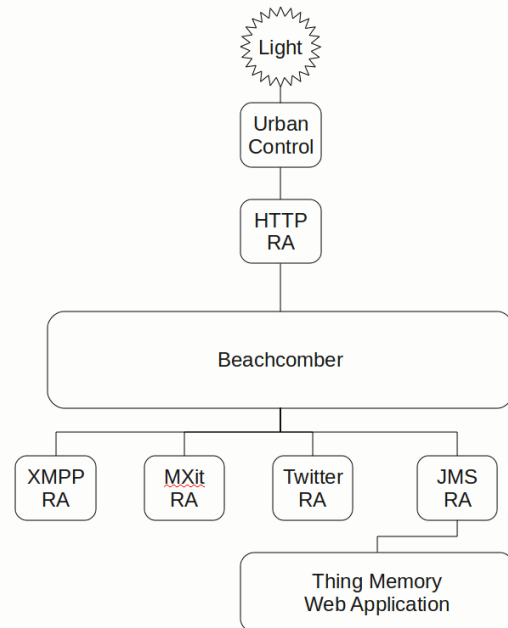 Light
Urban
Control
HTTP
RA
Beachcomber
XMPP
RA
MXit
RA
Twitter
RA
JMS
RA
Thing Memory
Web Application